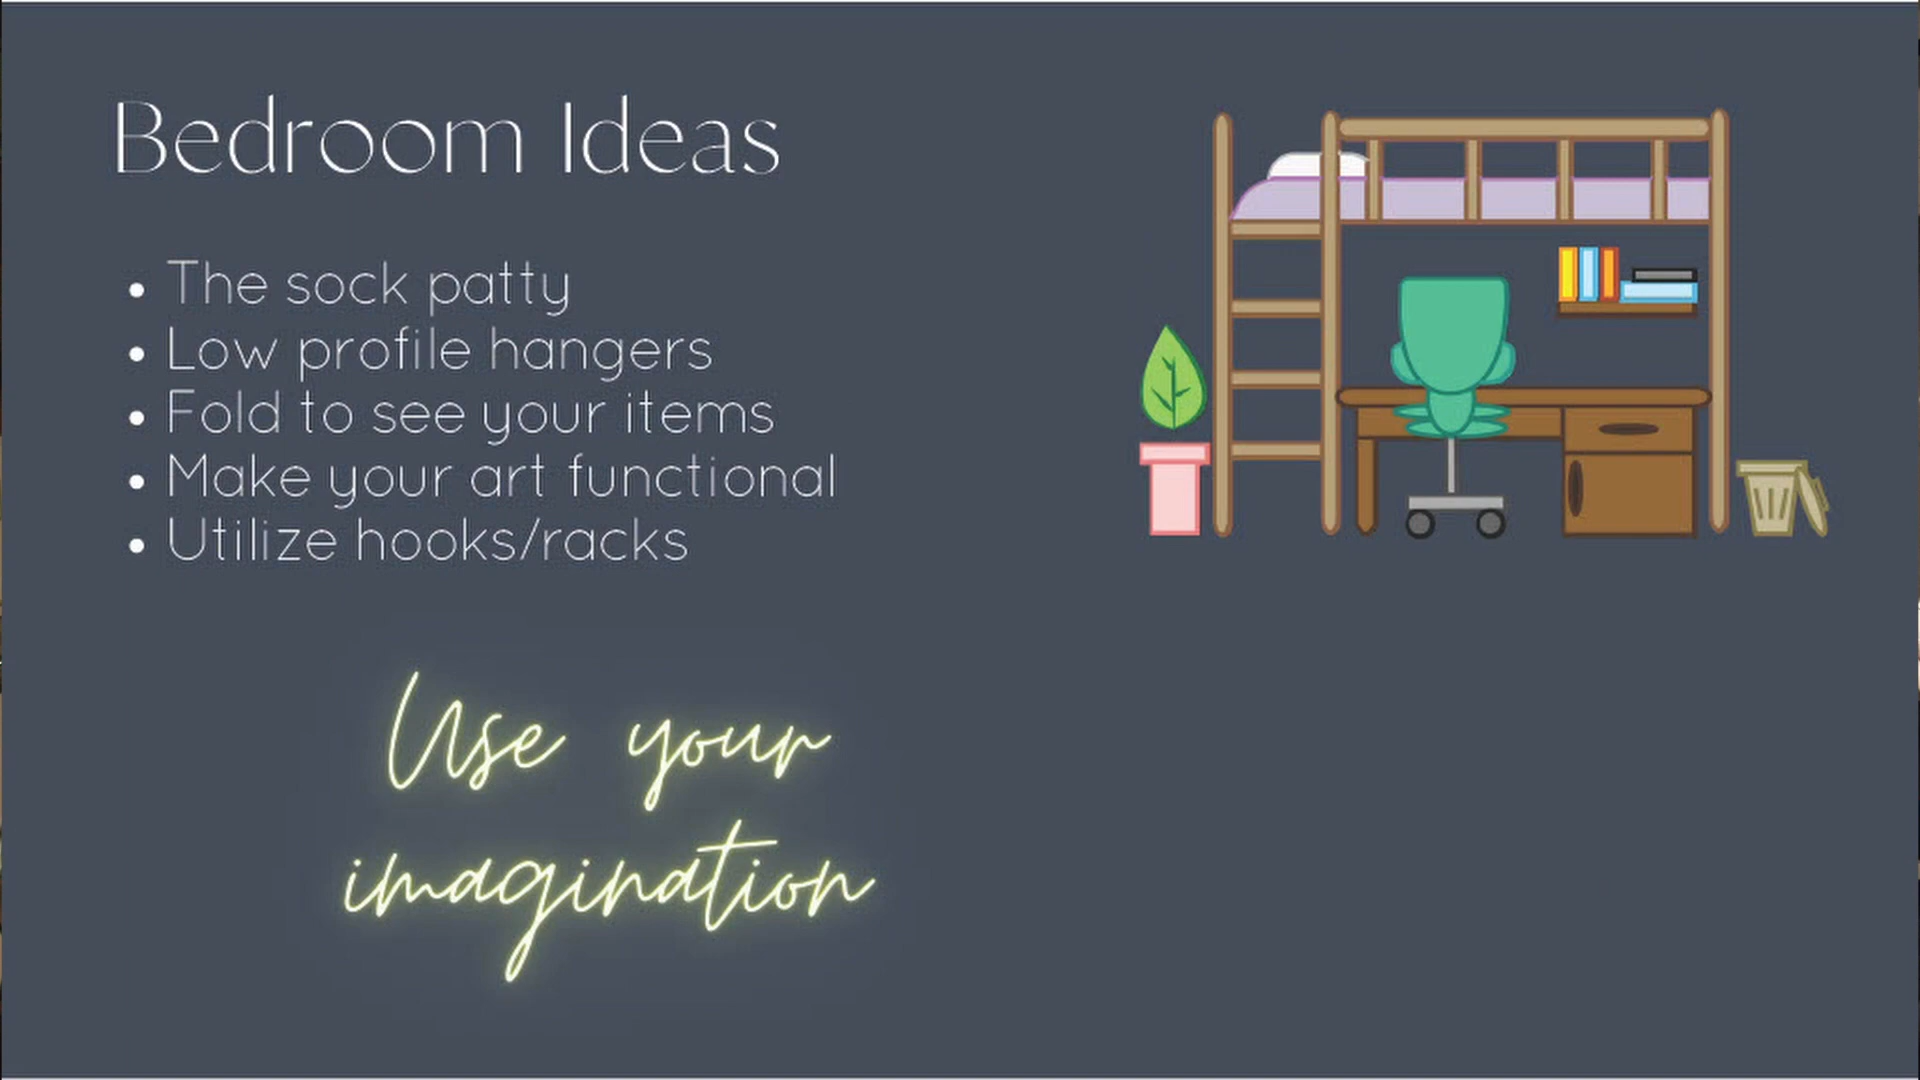 Bedroom Ideas
• The sock patty
• Low profile hangers
• Fold to see your items
• Make your art functional
• Utilize hooks/racks
Use your
imagination